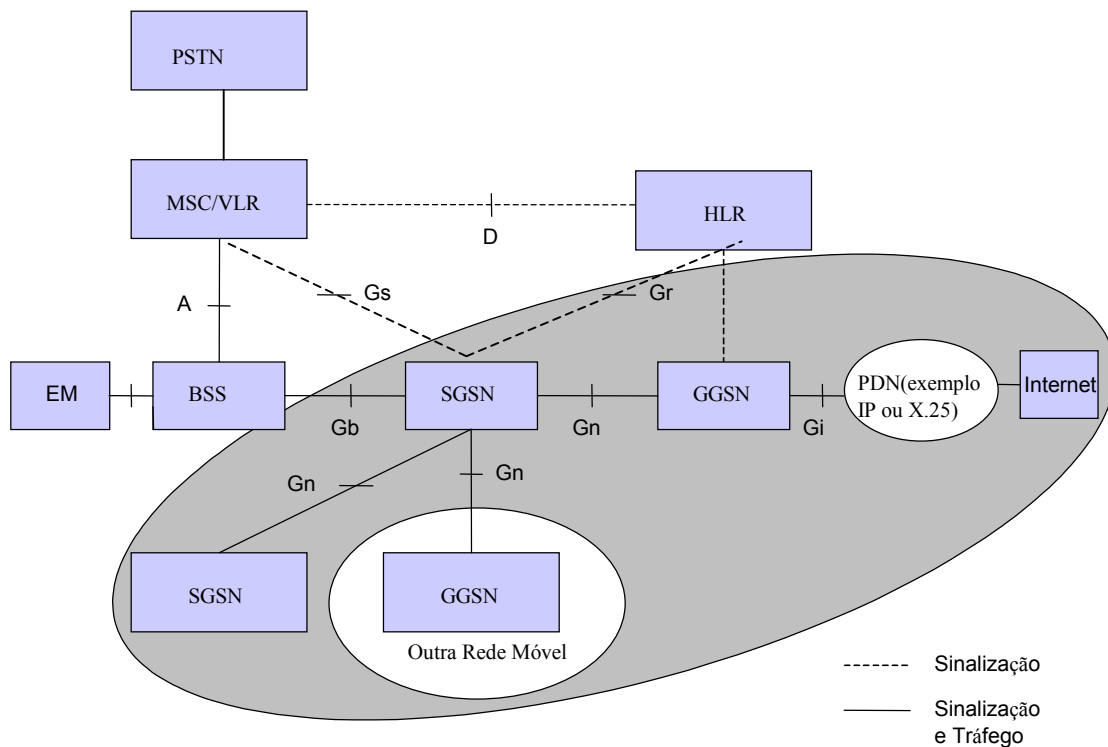 PSTN
MSC/VLR
HLR
D
Gs
Gr
A
EM
BSS
SGSN
GGSN
PDN(exemplo
IP ou X.25)
Internet
Gb
Gn
Gi
Gn
Gn
SGSN
GGSN
Outra Rede Móvel
Sinalização
Sinalização
e Tráfego